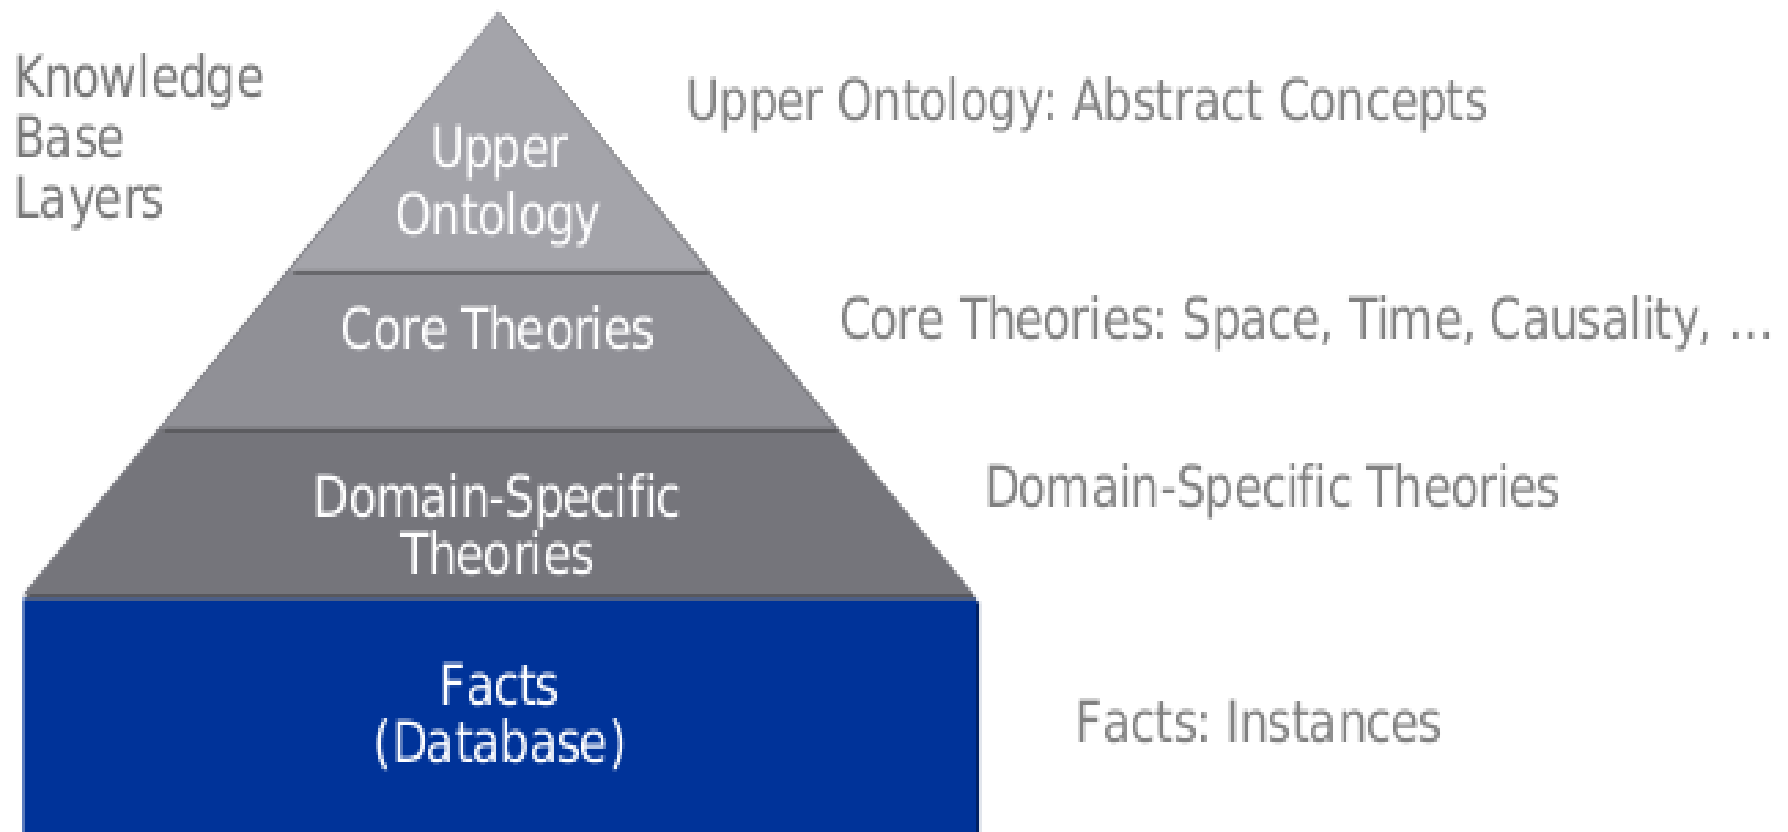 Knowledge
Base
Layers
Upper
Ontology
Upper Ontology: Abstract Concepts
Core Theories
Core Theories: Space, Time, Causality, ...
Domain-Specific
Theories
Domain-Specific Theories
Facts
(Database)
Facts: Instances